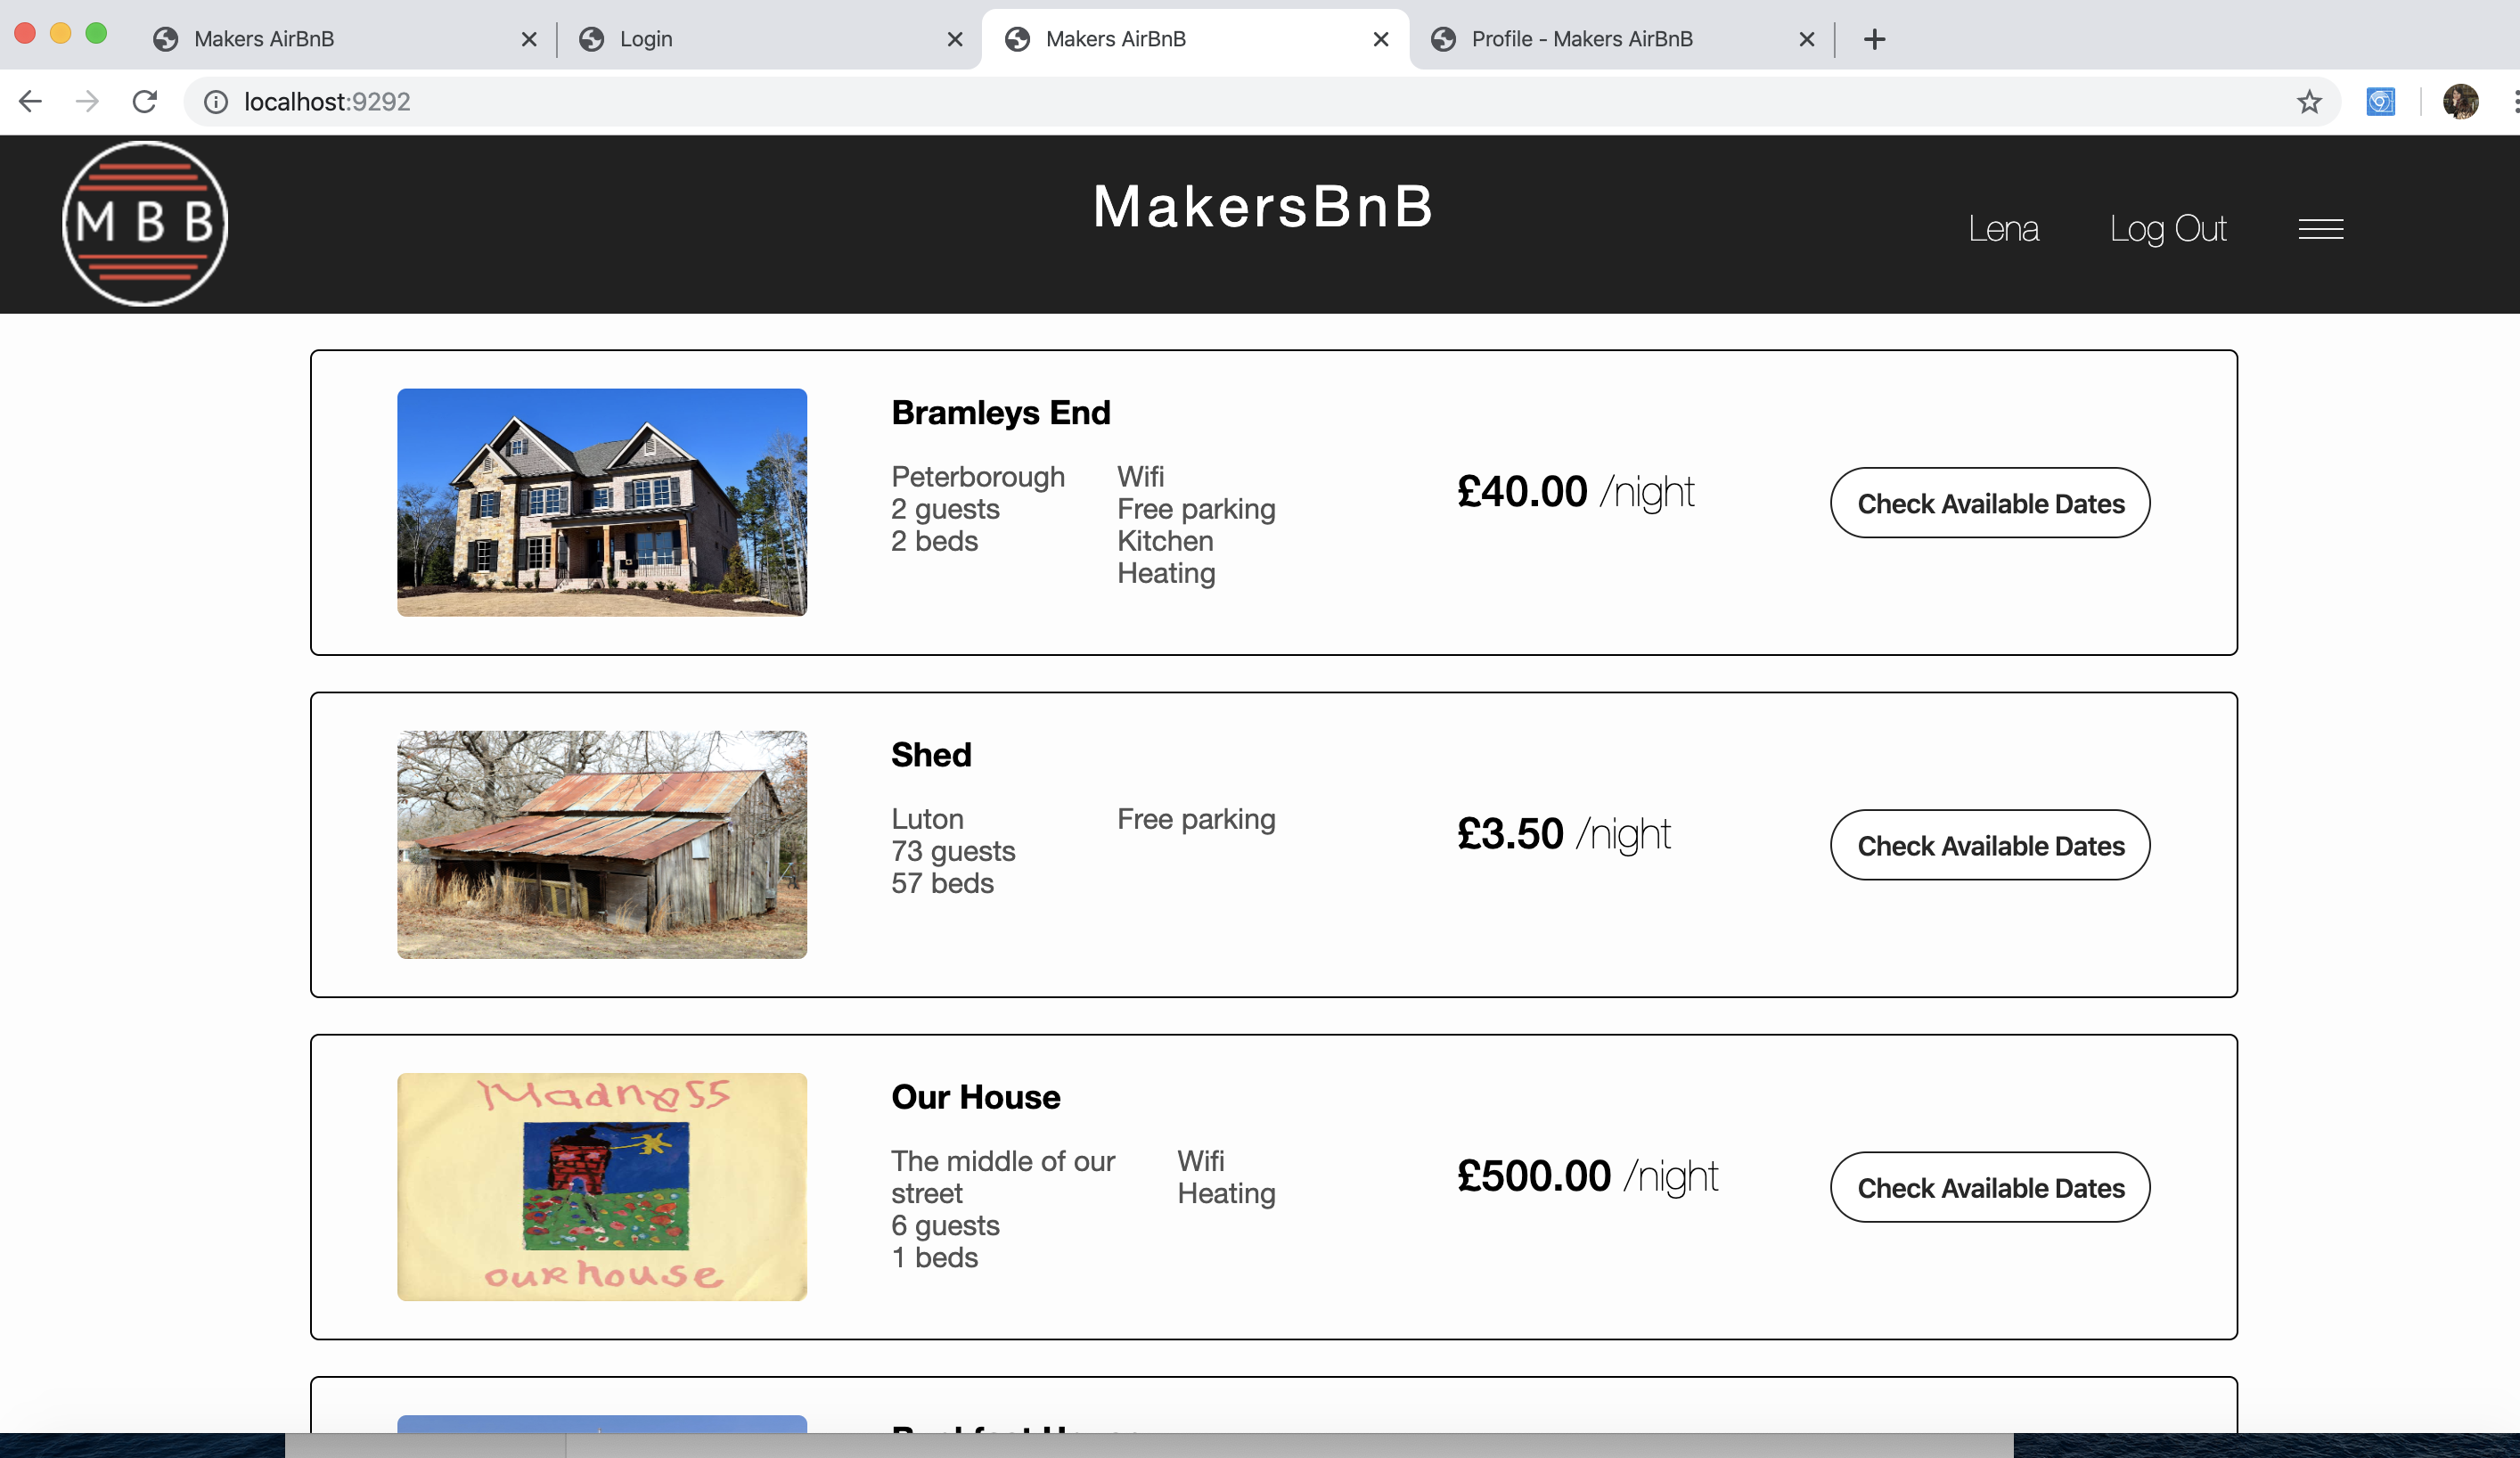 Makers AirBnB
Login
Makers AirBnB
Profile - Makers AirBnB
localhost:9292
M B B
MakersBnB
Lena
Log Out
Bramleys End
Peterborough
2 guests
2 beds
Wifi
Free parking
Kitchen
Heating
£40.00 /night
Check Available Dates
Shed
Luton
73 guests
57 beds
Free parking
£3.50 /night
Check Available Dates
Madness
our house
Our House
The middle of our
street
6 guests
1 beds
Wifi
Heating
£500.00 /night
Check Available Dates